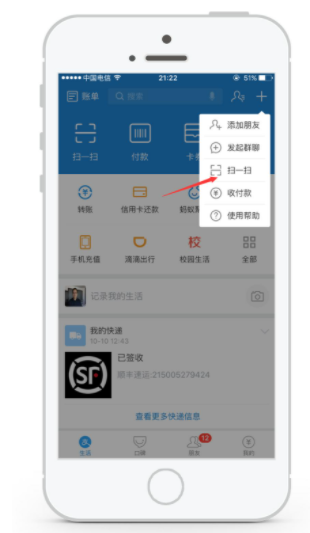 中国电信 21:22 51%
账单 搜索
添加朋友
发起群聊
扫一扫
收付款
使用帮助
扫一扫 付款 卡
转账 信用卡还款 蚂蚁
手机充值 滴滴出行 校 校园生活 全部
记录我的生活
我的快递
10-10 12:43
SF
已签收
顺丰速运:215005279424
查看更多快递信息
12
生活 口碑 朋友 我的